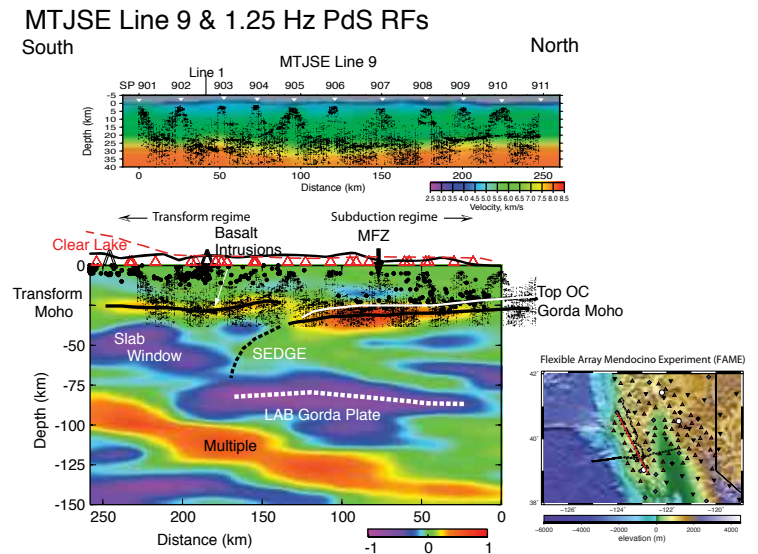 MTJSE Line 9 & 1.25 Hz PdS RFs
South
North
MTJSE Line 9
Line 1
SP 901 902 903 904 905 906 907 908 909 910 911
Depth (km)
-5
0
5
10
15
20
25
30
35
40
0 50 100 150 200 250
Distance (km)
2.5 3.0 3.5 4.0 4.5 5.0 5.5 6.0 6.5 7.0 7.5 8.0 8.5
Velocity, km/s
← Transform regime
Subduction regime →
Clear Lake
Basalt
Intrusions
MFZ
Transform
Moho
Top OC
Gorda Moho
Slab
Window
SEDGE
LAB Gorda Plate
Multiple
Depth (km)
0
-50
-75
-100
-125
-150
250 200 150 100 50 0
Distance (km)
-1 0 1
Flexible Array Mendocino Experiment (FAME)
42˚
40˚
38˚
-126˚ -124˚ -122˚ -120˚
-6000 -4000 -2000 0 2000 4000
elevation (m)